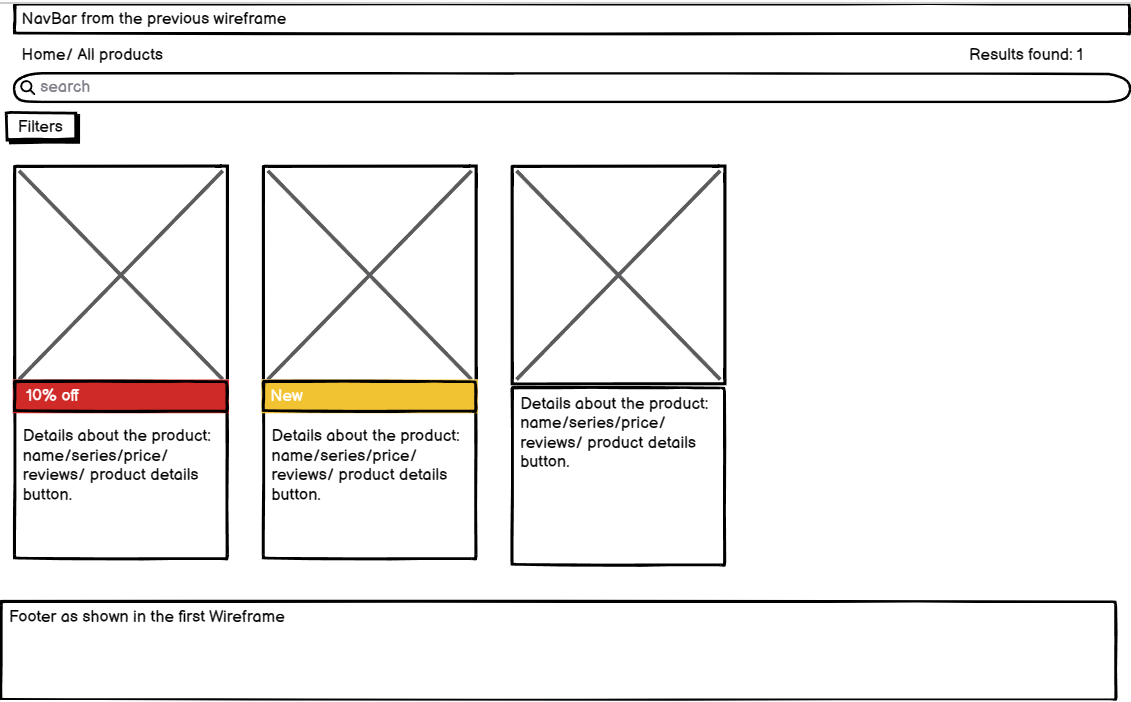 NavBar from the previous wireframe
Home/ All products
Results found: 1
search
Filters
10% off
Details about the product:
name/series/price/
reviews/ product details
button.
New
Details about the product:
name/series/price/
reviews/ product details
button.
Details about the product:
name/series/price/
reviews/ product details
button.
Footer as shown in the first Wireframe